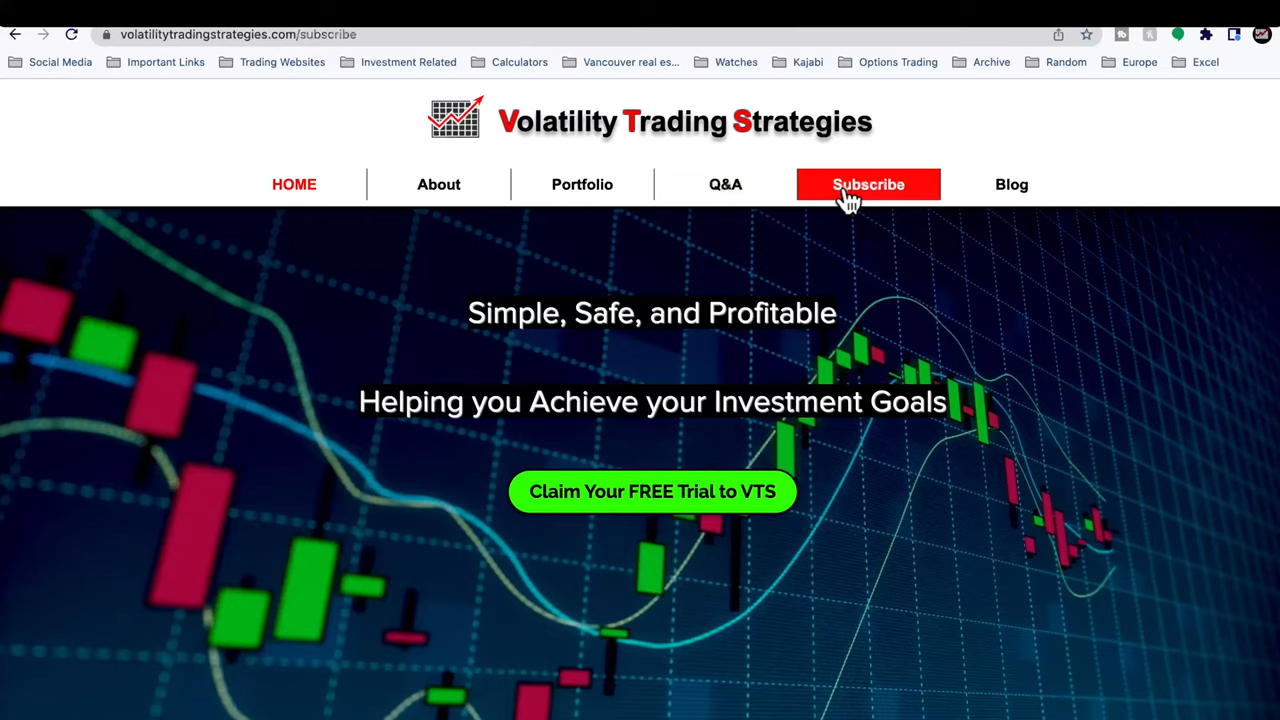 volatilitytradingstrategies.com/subscribe
Social Media Important Links Trading Websites Investment Related Calculators Vancouver real es... Watches Kajabi Options Trading Archive Random Europe Excel
Volatility Trading Strategies
HOME About Portfolio Q&A Subscribe Blog
Simple, Safe, and Profitable
Helping you Achieve your Investment Goals
Claim Your FREE Trial to VTS